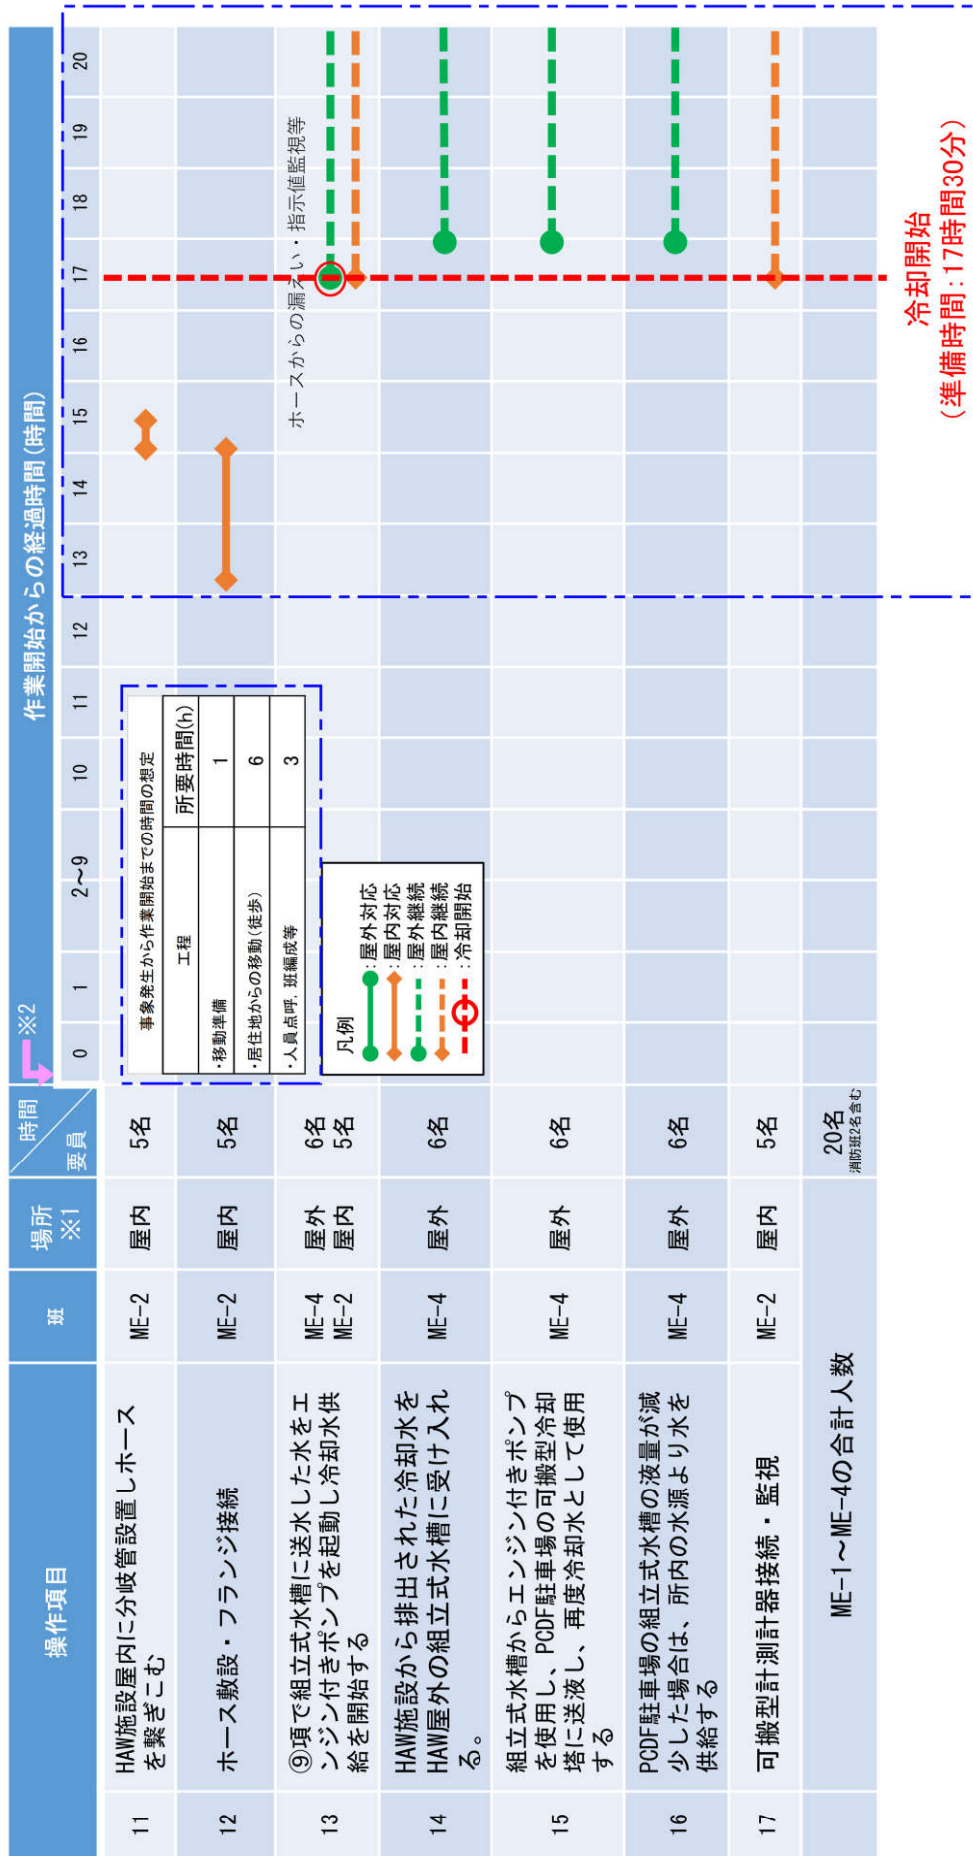 操作項目
班
場所
※1
時間
要員
※2
作業開始からの経過時間(時間)
0
1
2～9
10
11
12
13
14
15
16
17
18
19
20
11
HAW施設屋内に分岐管設置しホース
を繋ぎこむ
ME-2
屋内
5名
12
ホース敷設・フランジ接続
ME-2
屋内
5名
13
⑨項で組立式水槽に送水した水をエ
ンジン付きポンプを起動し冷却水供
給を開始する
ME-4
ME-2
屋外
屋内
6名
5名
ホースからの漏えい・指示値監視等
14
HAW施設から排出された冷却水を
HAW屋外の組立式水槽に受け入れ
る。
ME-4
屋外
6名
15
組立式水槽からエンジン付きポンプ
を使用し、PCDF駐車場の可搬型冷却
塔に送液し、再度冷却水として使用
する
ME-4
屋外
6名
16
PCDF駐車場の組立式水槽の液量が減
少した場合は、所内の水源より水を
供給する
ME-4
屋外
6名
17
可搬型計測計器接続・監視
ME-2
屋内
5名
ME-1～ME-4の合計人数
20名
消防班2名含む
事象発生から作業開始までの時間の想定
工程
所要時間(h)
・移動準備
1
・居住地からの移動(徒歩)
6
・人員点呼、班編成等
3
凡例
:屋外対応
:屋内対応
:屋外継続
:屋内継続
:冷却開始
冷却開始
(準備時間:17時間30分)